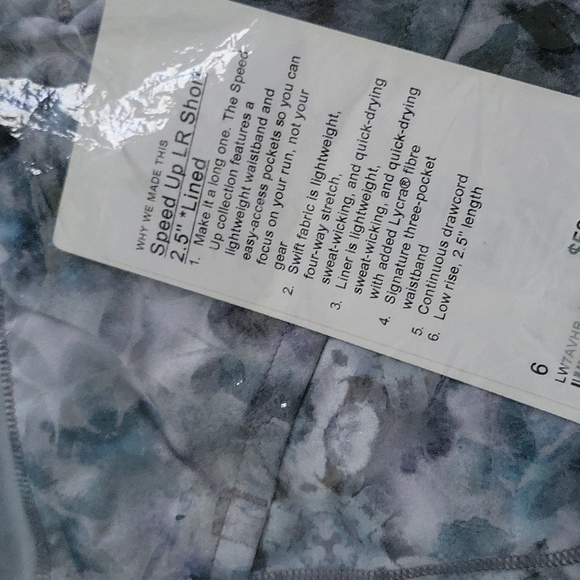 WHY WE MADE THIS
Speed Up LR Short
2.5" *Lined
1. Make it a long one. The Speed
Up collection features a
lightweight waistband and
easy-access pockets so you can
focus on your run, not your
gear
2. Swift fabric is lightweight,
four-way stretch,
sweat-wicking, and quick-drying
3. Liner is lightweight,
sweat-wicking, and quick-drying
with added Lycra® fibre
4. Signature three-pocket
waistband
5. Continuous drawcord
6. Low rise, 2.5" length
6